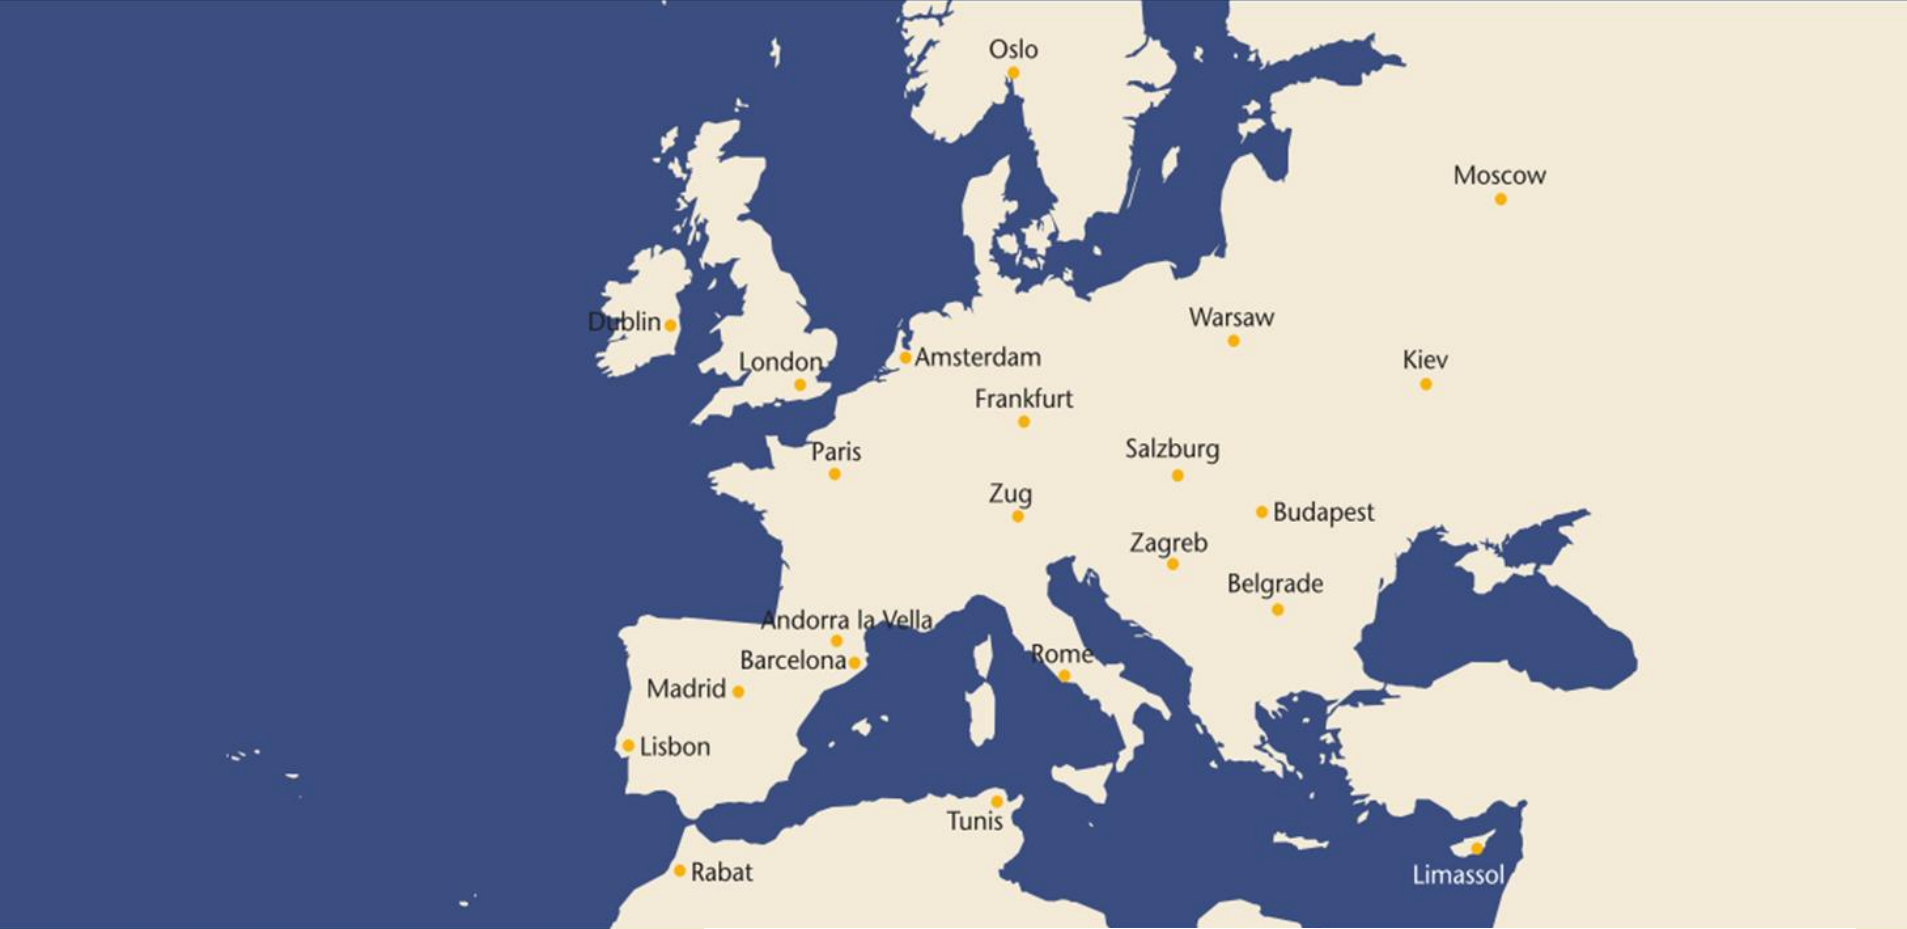 Oslo
Moscow
Warsaw
Dublin
Amsterdam
London
Kiev
Frankfurt
Salzburg
Paris
Zug
Budapest
Zagreb
Belgrade
Andorra la Vella
Rome
Barcelona
Madrid
Lisbon
Tunis
Rabat
Limassol